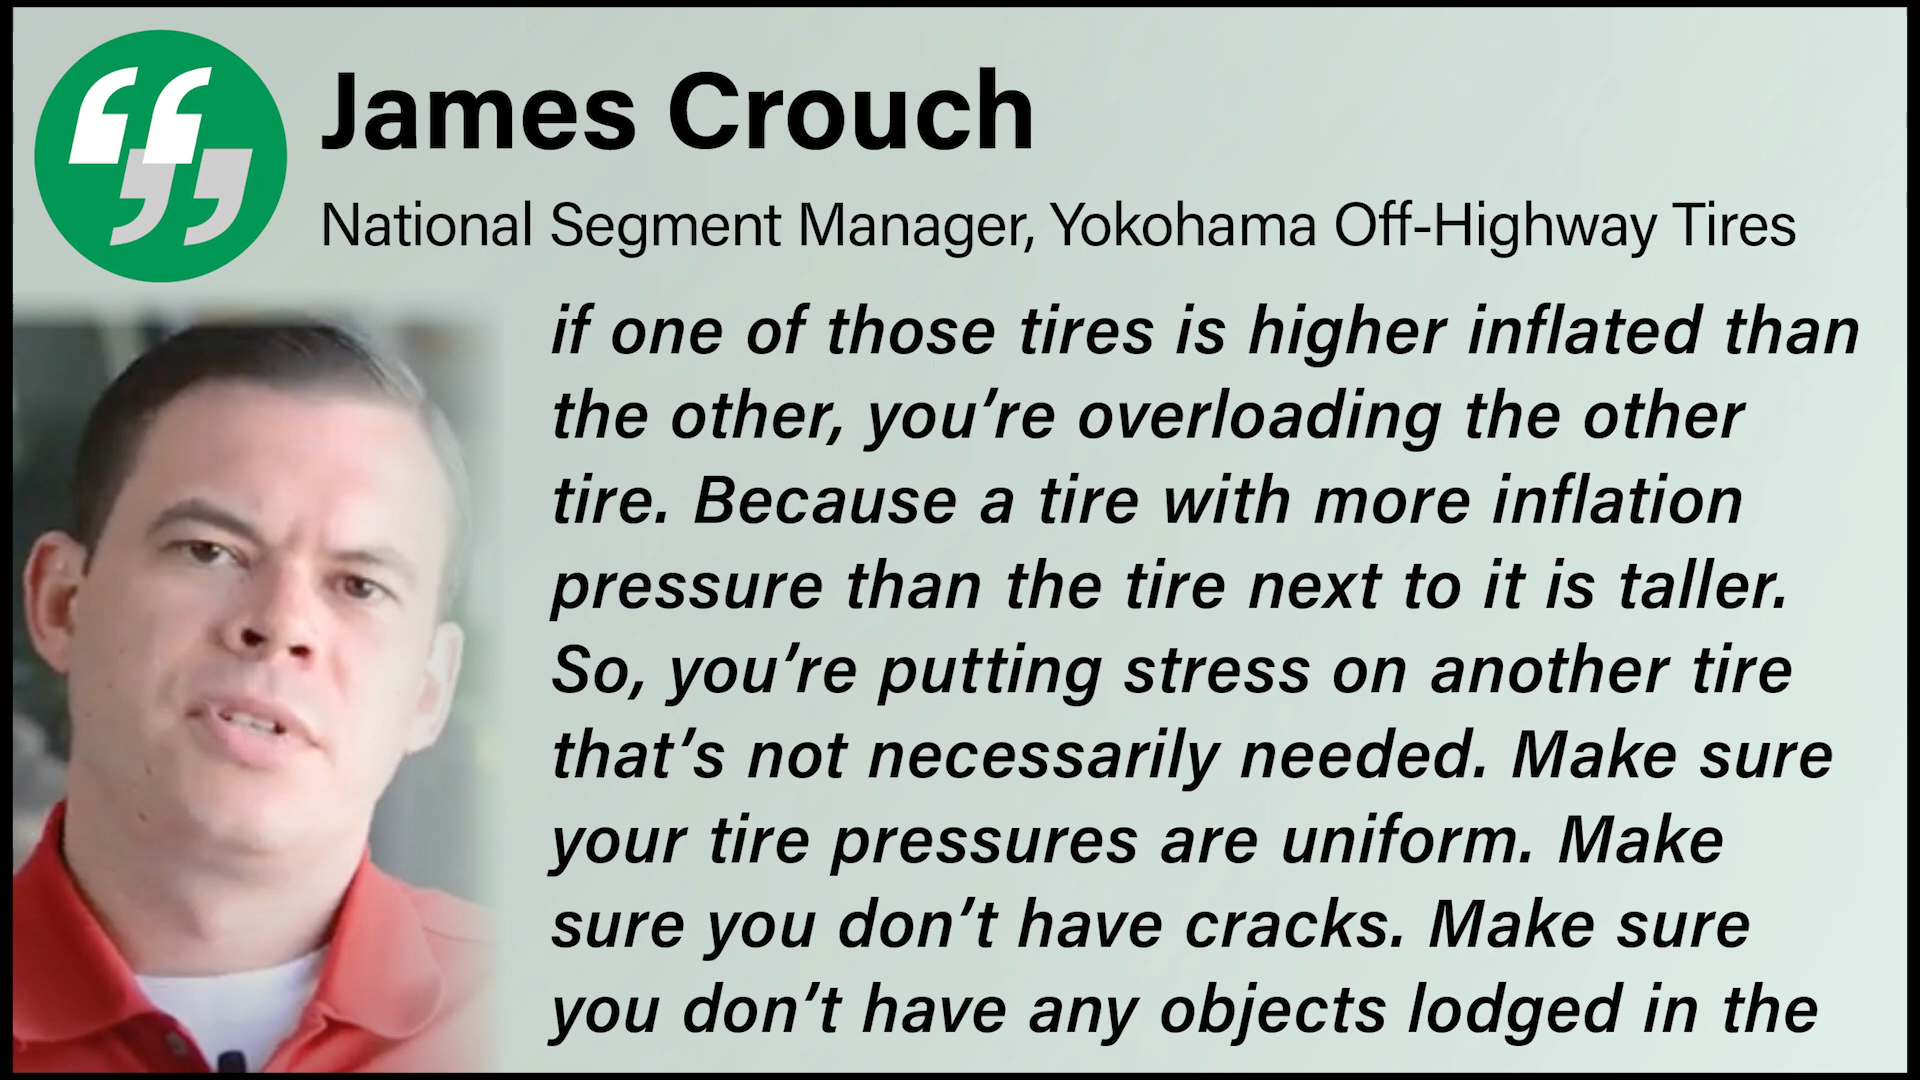 James Crouch
National Segment Manager, Yokohama Off-Highway Tires
if one of those tires is higher inflated than
the other, you’re overloading the other
tire. Because a tire with more inflation
pressure than the tire next to it is taller.
So, you’re putting stress on another tire
that’s not necessarily needed. Make sure
your tire pressures are uniform. Make
sure you don’t have cracks. Make sure
you don’t have any objects lodged in the